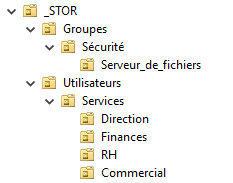 _STOR
Groupes
Sécurité
Serveur_de_fichiers
Utilisateurs
Services
Direction
Finances
RH
Commercial